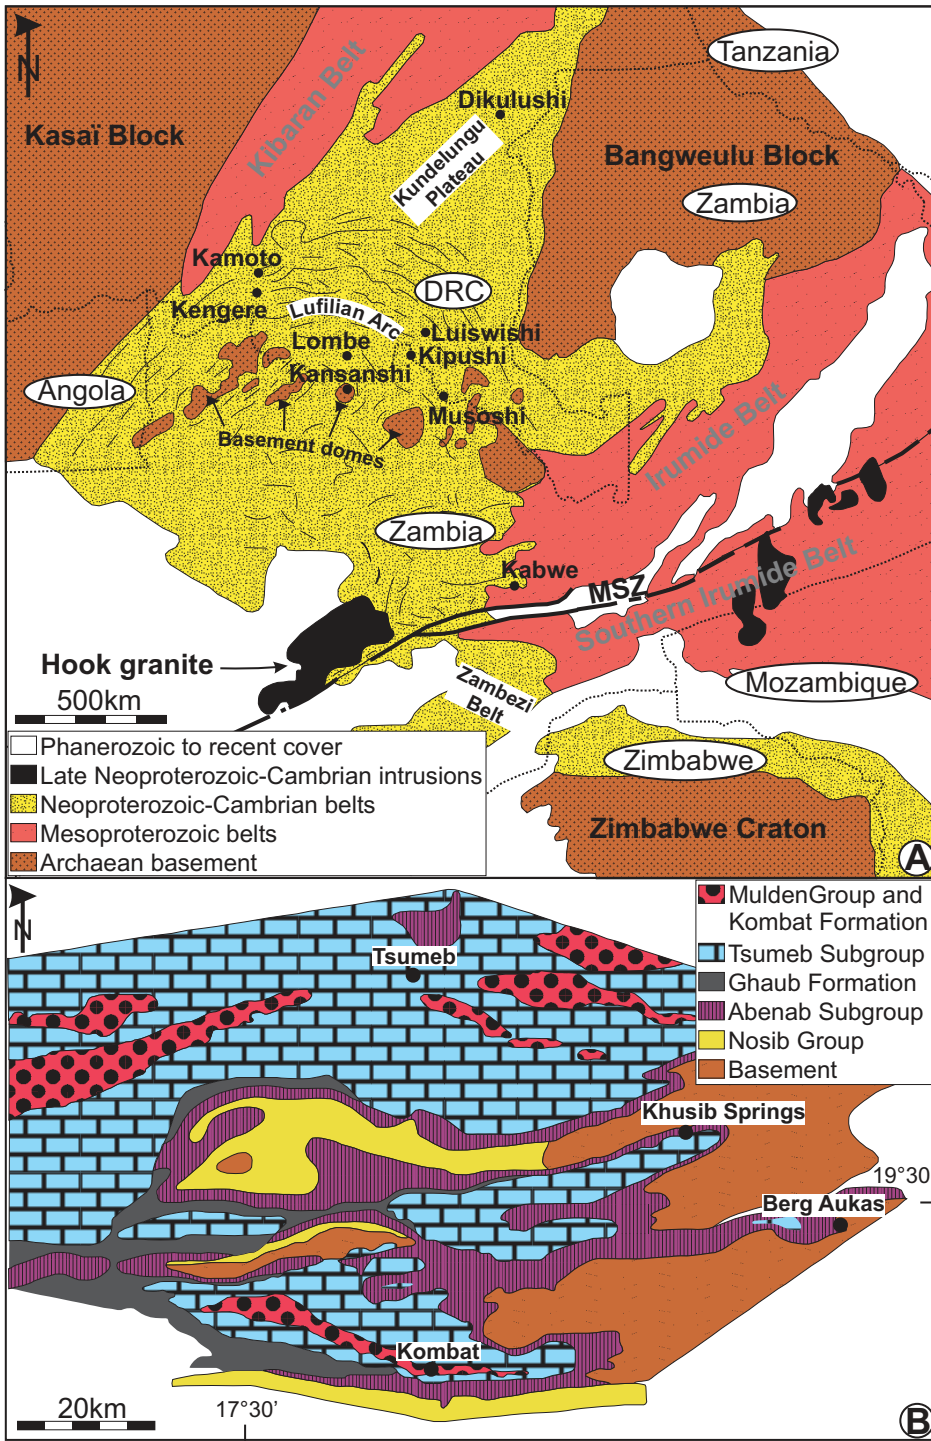 N
Tanzania
Kasaï Block
Kibaran Belt
Dikulushi
Kundelungu
Plateau
Bangweulu Block
Zambia
Kamoto
DRC
Kengere
Lufilian Arc
Luiswishi
Lombe
Kipushi
Kansanshi
Angola
Musoshi
Basement domes
Irumide Belt
Zambia
Kabwe
MSZ
Southern Irumide Belt
Hook granite
Zambezi
Belt
Mozambique
500km
Phanerozoic to recent cover
Late Neoproterozoic-Cambrian intrusions
Neoproterozoic-Cambrian belts
Mesoproterozoic belts
Archaean basement
Zimbabwe
Zimbabwe Craton
A
N
MuldenGroup and
Kombat Formation
Tsumeb Subgroup
Ghaub Formation
Abenab Subgroup
Nosib Group
Basement
Tsumeb
Khusib Springs
19°30
Berg Aukas
Kombat
20km
17°30'
B